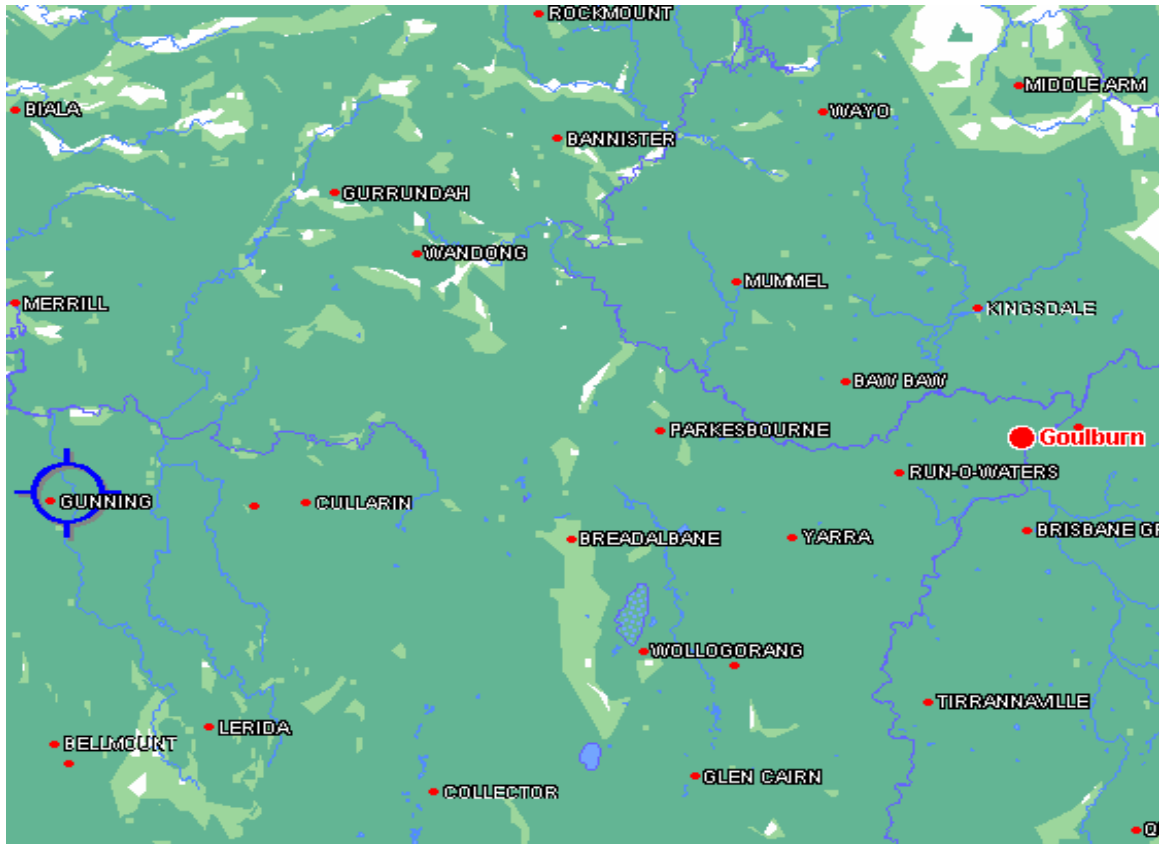 ROCKMOUNT
MIDDLE ARM
BIALA
WAYO
BANNISTER
GURRUNDAH
WANDONG
MUMMEL
MERRILL
KINGSDALE
BAW BAW
PARKESBOURNE
Goulburn
RUN-O-WATERS
GUNNING
CULLARIN
BRISBANE GR
BREADALBANE
YARRA
WOLLOGORANG
TIRRANNAVILLE
LERIDA
BELLMOUNT
GLEN CAIRN
COLLECTOR
Q